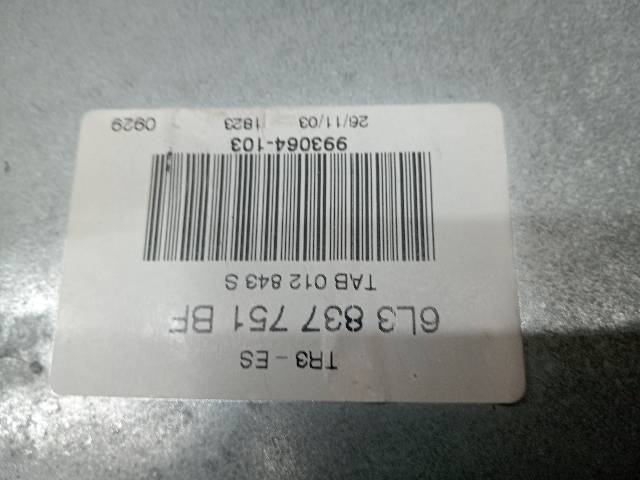 TR3 - ES
6L3 837 751 BF
TAB 012 843 S
993064-103
26/11/03 1823 0929